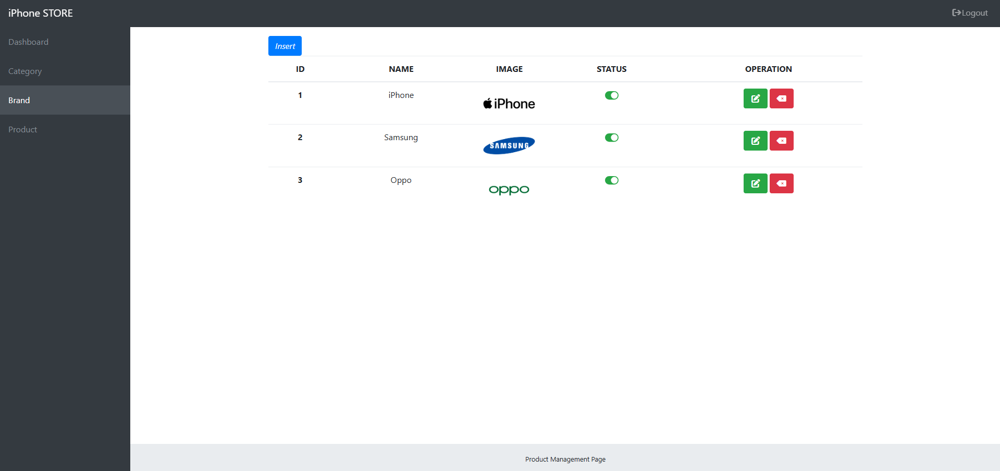 iPhone STORE
Logout
Dashboard
Category
Brand
Product
Insert
ID NAME IMAGE STATUS OPERATION
1 iPhone iPhone
2 Samsung SAMSUNG
3 Oppo oppo
Product Management Page